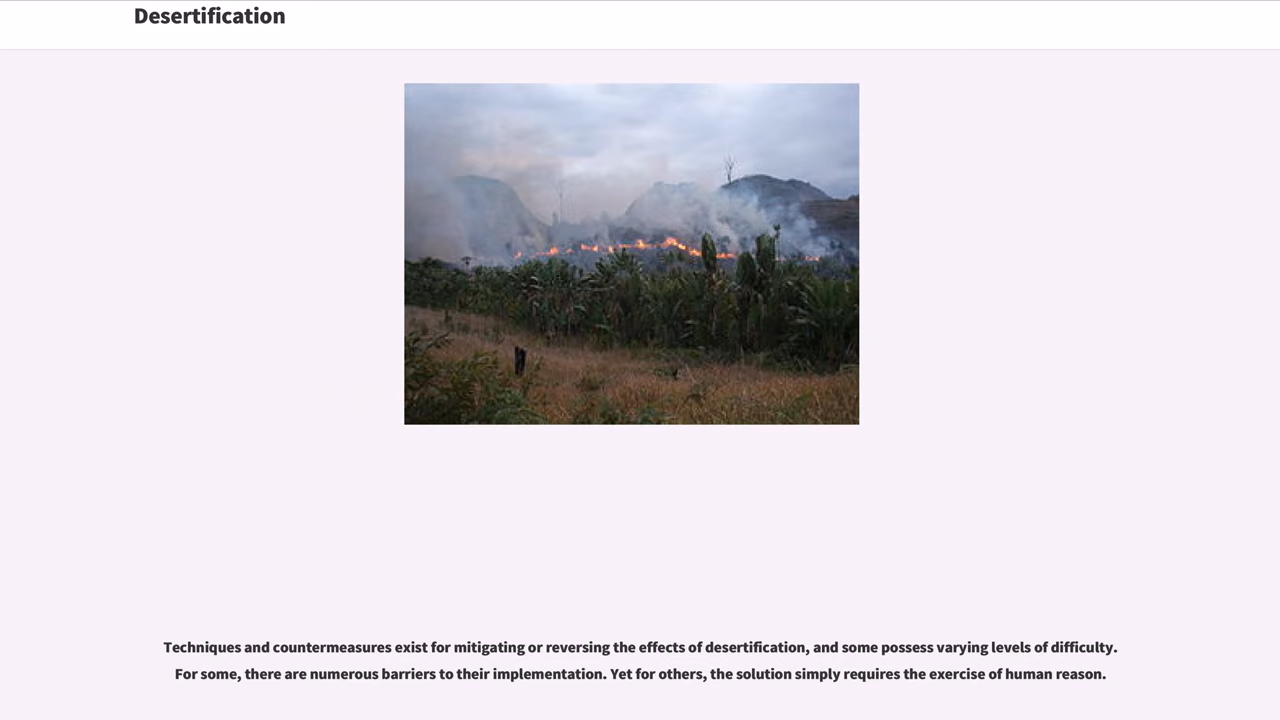 Desertification
Techniques and countermeasures exist for mitigating or reversing the effects of desertification, and some possess varying levels of difficulty.
For some, there are numerous barriers to their implementation. Yet for others, the solution simply requires the exercise of human reason.